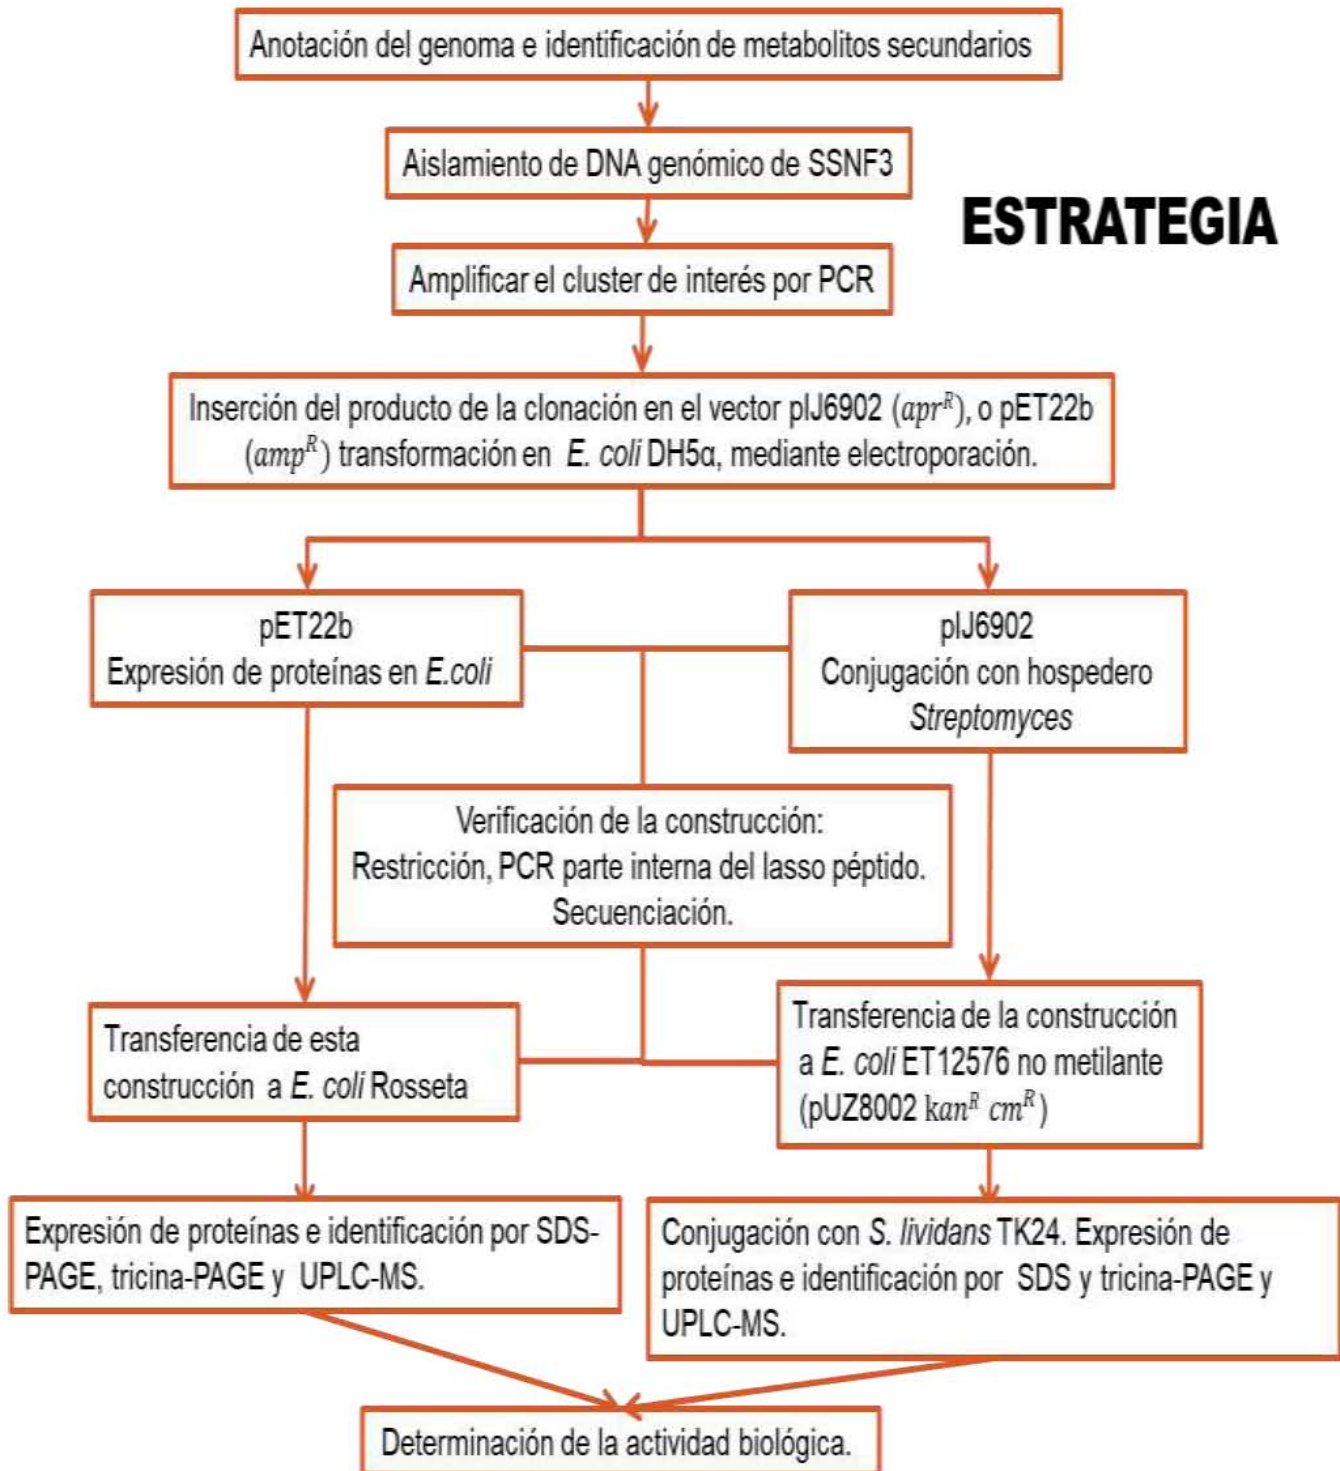 Anotación del genoma e identificación de metabolitos secundarios
Aislamiento de DNA genómico de SSNF3
ESTRATEGIA
Amplificar el cluster de interés por PCR
Inserción del producto de la clonación en el vector pIJ6902 (apr^R), o pET22b
(amp^R) transformación en E. coli DH5α, mediante electroporación.
pET22b
Expresión de proteínas en E.coli
pIJ6902
Conjugación con hospedero
Streptomyces
Verificación de la construcción:
Restricción, PCR parte interna del lasso péptido.
Secuenciación.
Transferencia de esta
construcción a E. coli Rosseta
Transferencia de la construcción
a E. coli ET12576 no metilante
(pUZ8002 kan^R cm^R)
Expresión de proteínas e identificación por SDS-
PAGE, tricina-PAGE y UPLC-MS.
Conjugación con S. lividans TK24. Expresión de
proteínas e identificación por SDS y tricina-PAGE y
UPLC-MS.
Determinación de la actividad biológica.